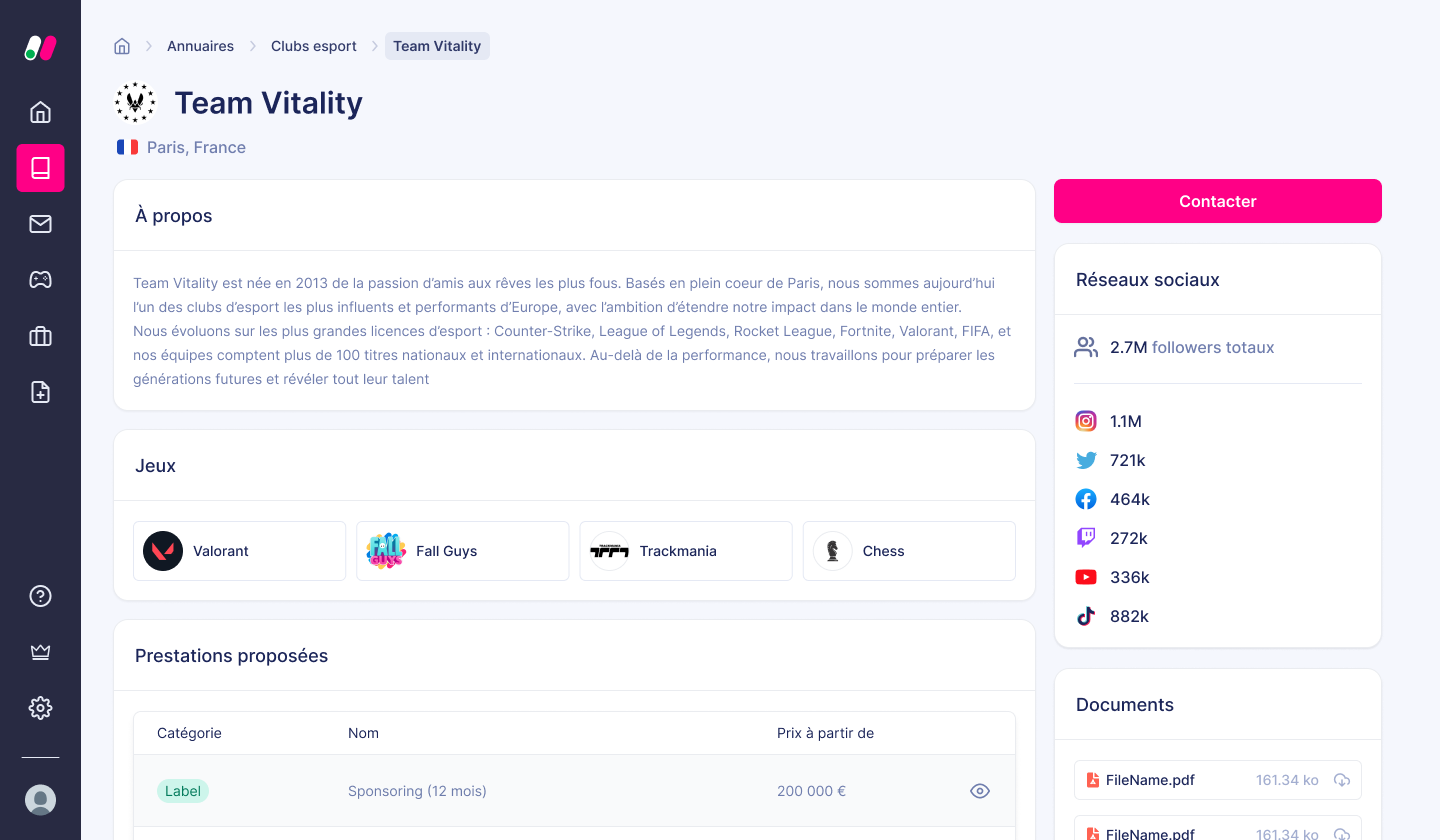 Annuaires
Clubs esport
Team Vitality
Team Vitality
Paris, France
À propos
Team Vitality est née en 2013 de la passion d’amis aux rêves les plus fous. Basés en plein coeur de Paris, nous sommes aujourd’hui
l’un des clubs d’esport les plus influents et performants d’Europe, avec l’ambition d’étendre notre impact dans le monde entier.
Nous évoluons sur les plus grandes licences d’esport : Counter-Strike, League of Legends, Rocket League, Fortnite, Valorant, FIFA, et
nos équipes comptent plus de 100 titres nationaux et internationaux. Au-delà de la performance, nous travaillons pour préparer les
générations futures et révéler tout leur talent
Jeux
Valorant
FALL GUYS
Fall Guys
TRACKMANIA
Trackmania
Chess
Prestations proposées
Catégorie Nom Prix à partir de
Label Sponsoring (12 mois) 200 000 €
Contacter
Réseaux sociaux
2.7M followers totaux
1.1M
721k
464k
272k
336k
882k
Documents
FileName.pdf 161.34 ko
FileName.pdf 161.34 ko